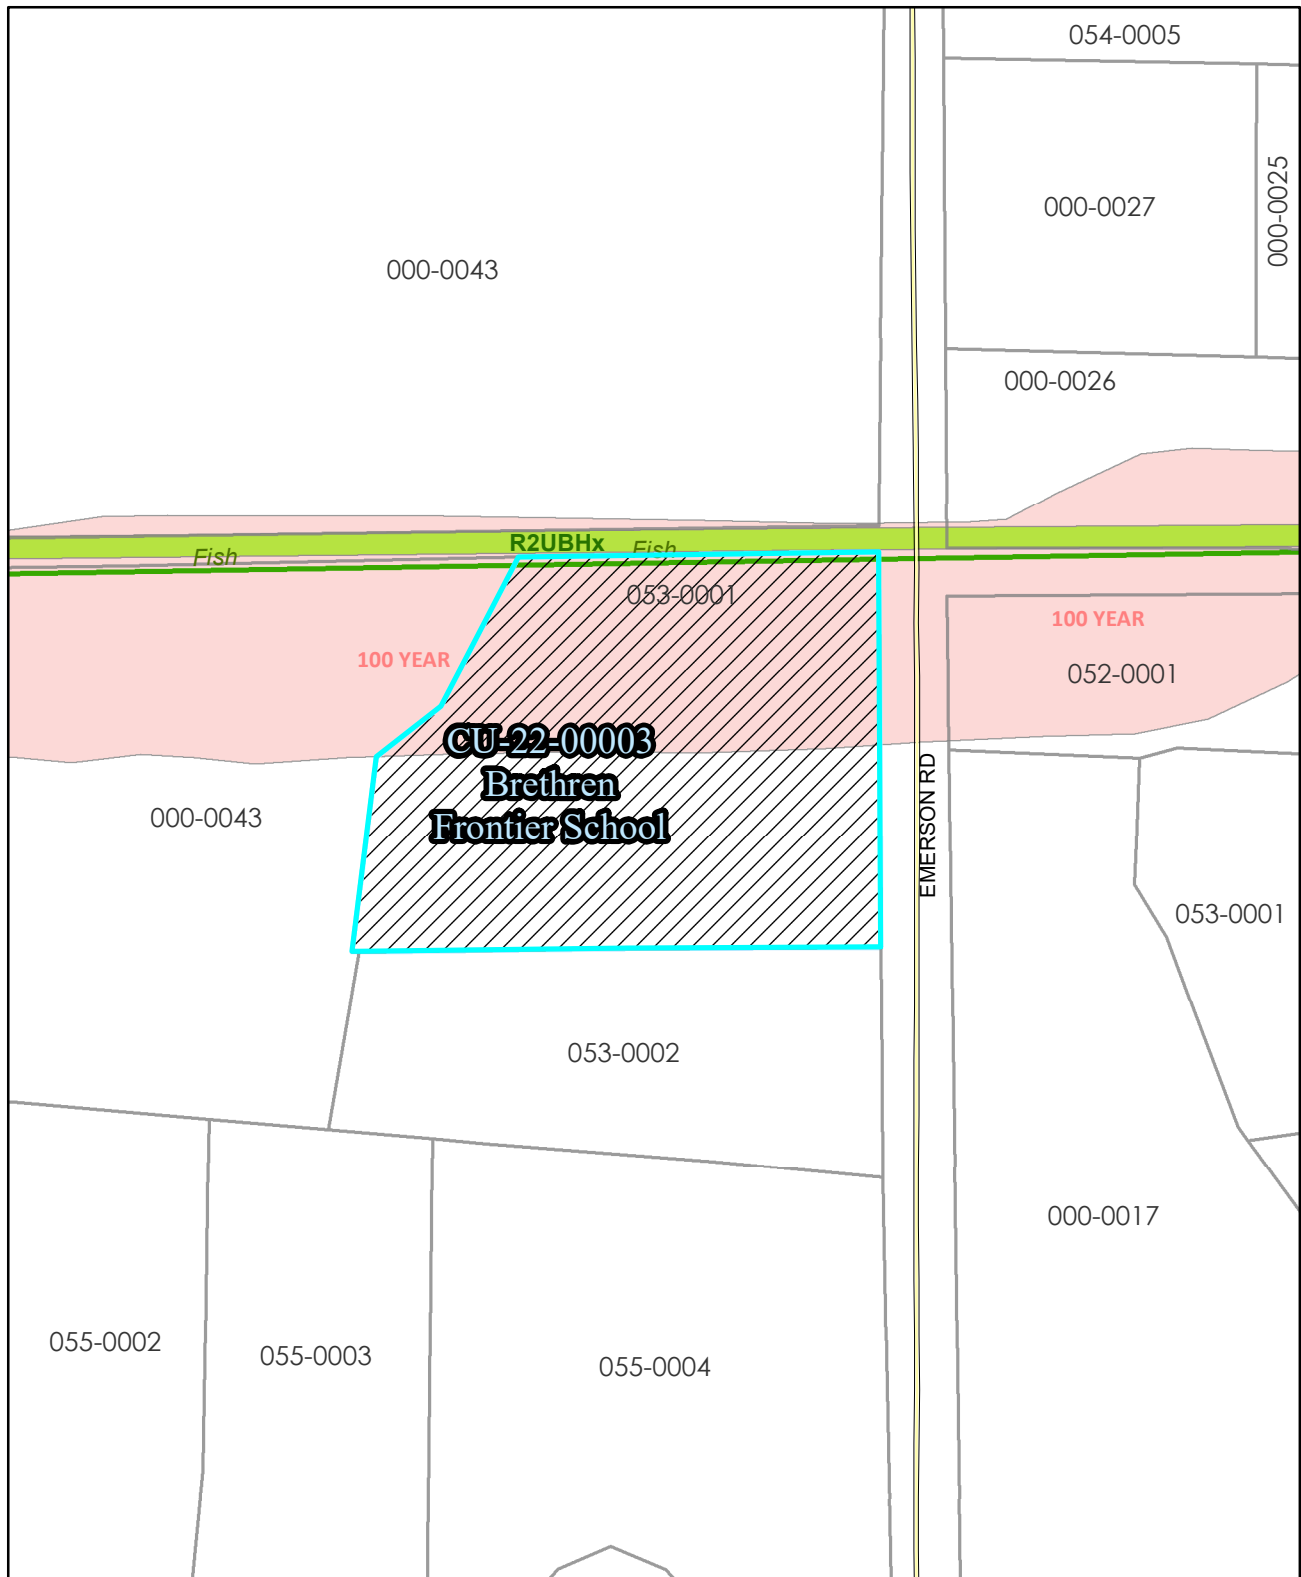 054-0005
000-0027
000-0025
000-0043
000-0026
R2UBHx
Fish
Fish
053-0001
100 YEAR
100 YEAR
052-0001
CU-22-00003
Brethren
Frontier School
000-0043
EMERSON RD
053-0001
053-0002
000-0017
055-0002
055-0003
055-0004